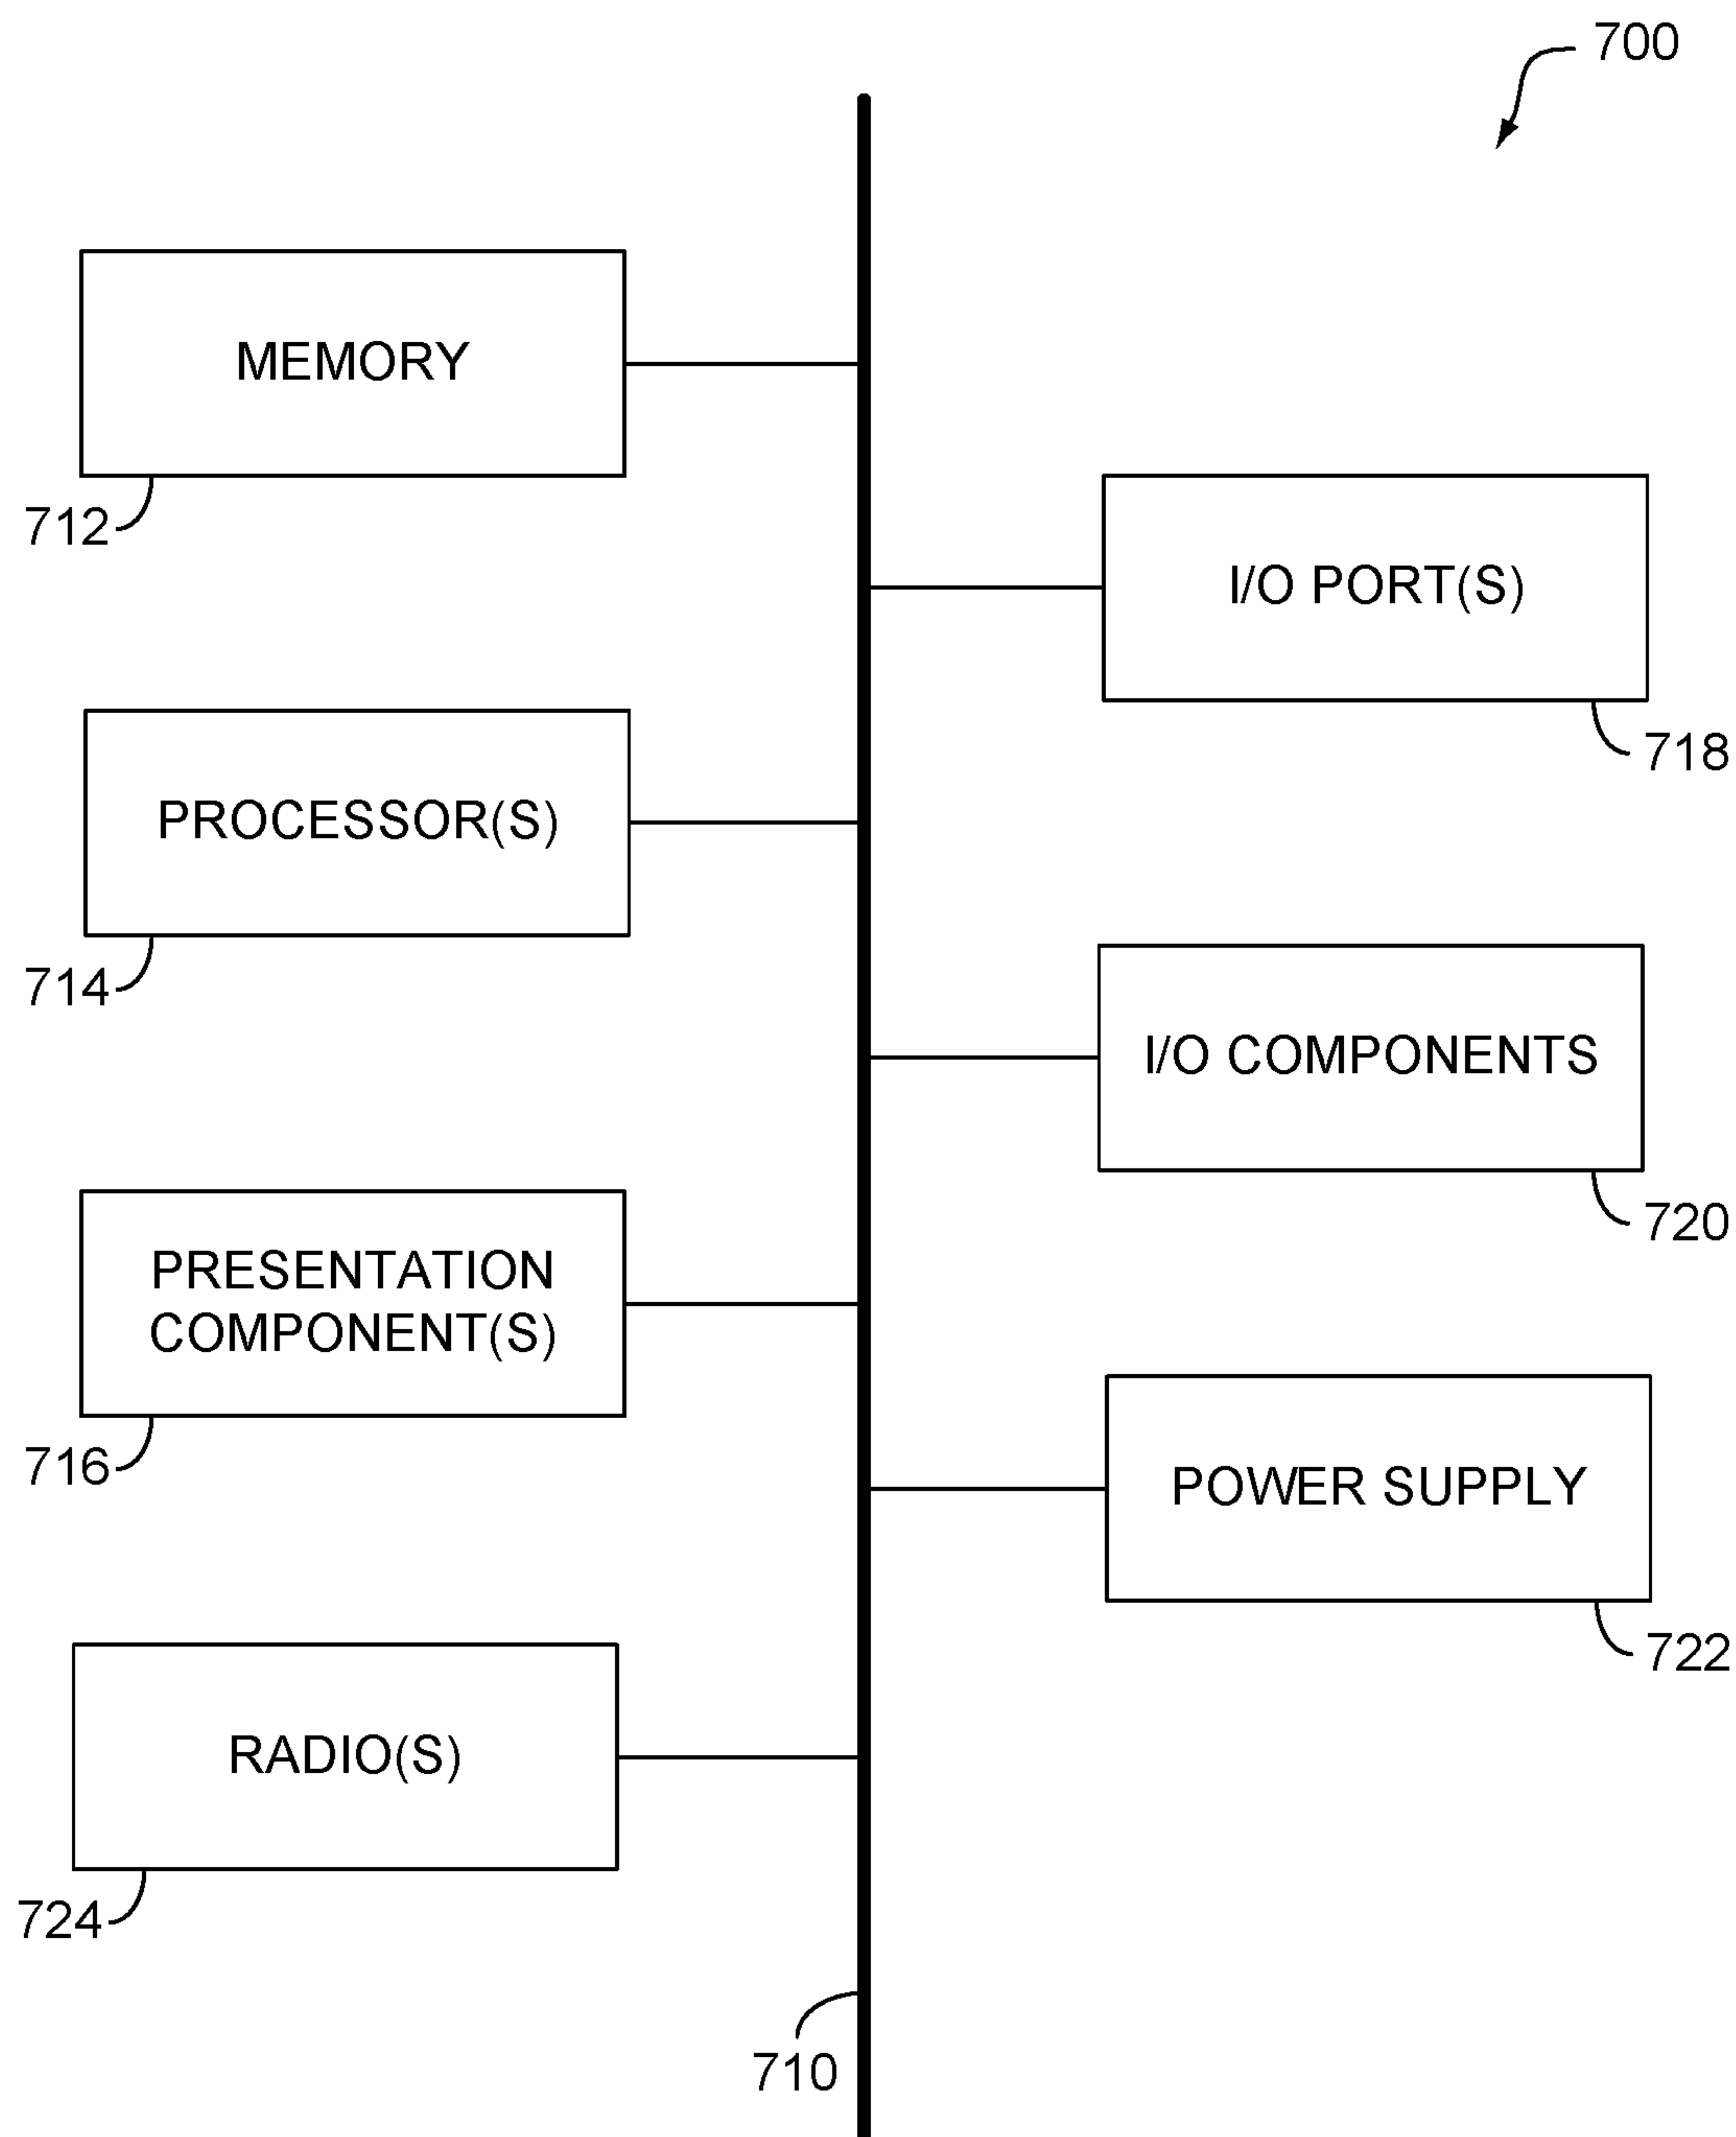 700
MEMORY
712
I/O PORT(S)
718
PROCESSOR(S)
714
I/O COMPONENTS
720
PRESENTATION
COMPONENT(S)
716
POWER SUPPLY
722
RADIO(S)
724
710